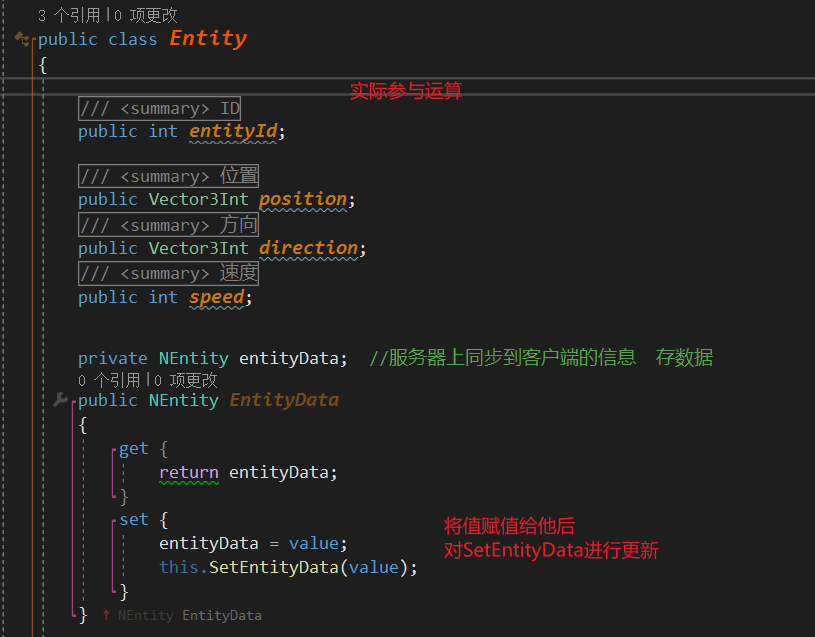 3 个引用 | 0 项更改
public class Entity
{
实际参与运算
/// <summary> ID
public int entityId;
/// <summary> 位置
public Vector3Int position;
/// <summary> 方向
public Vector3Int direction;
/// <summary> 速度
public int speed;
private NEntity entityData; //服务器上同步到客户端的信息 存数据
0 个引用 | 0 项更改
public NEntity EntityData
{
get {
return entityData;
}
set {
将值赋值给他后
entityData = value;
对SetEntityData进行更新
this.SetEntityData(value);
}
} ↑ NEntity EntityData